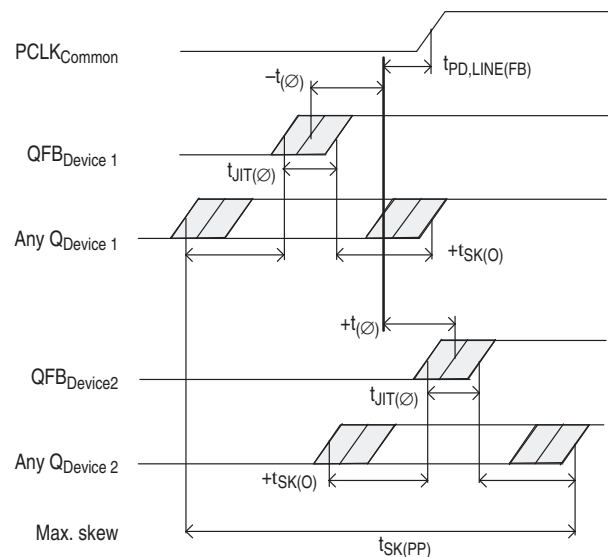 PCLKCommon
tPD,LINE(FB)
–t(∅)
QFBDevice 1
tJIT(∅)
Any QDevice 1
+tSK(O)
+t(∅)
QFBDevice2
tJIT(∅)
Any QDevice 2
+tSK(O)
Max. skew
tSK(PP)